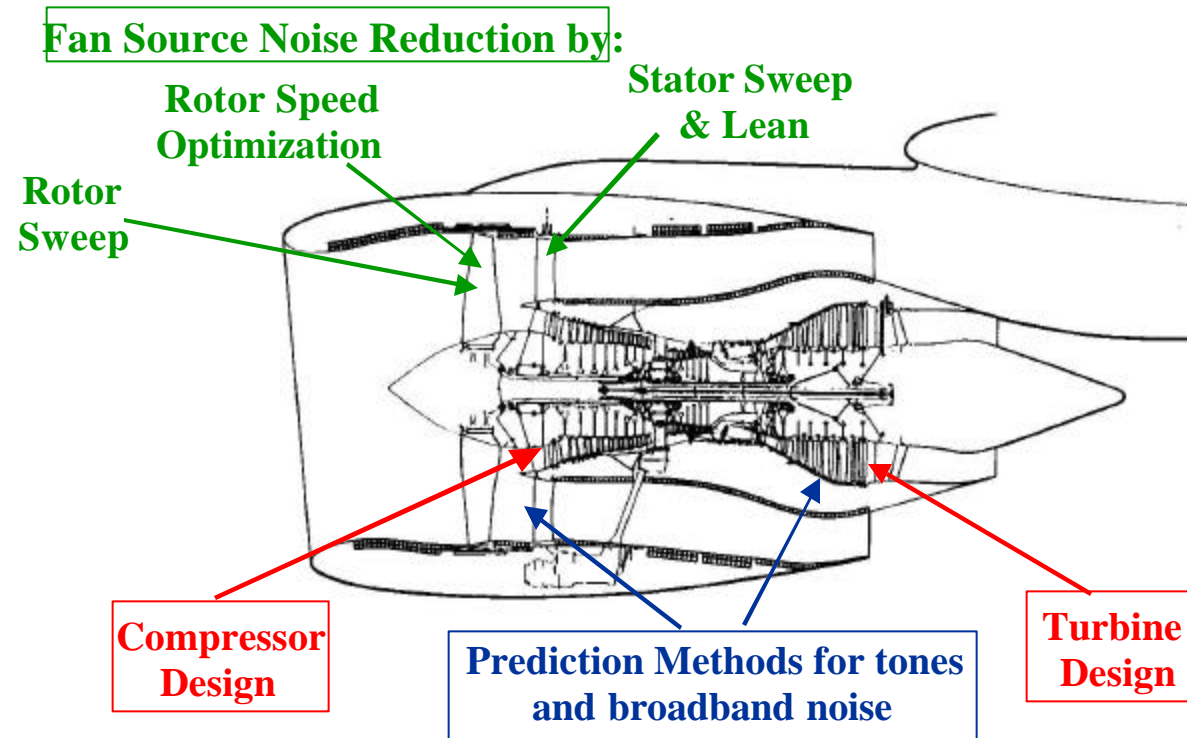 Fan Source Noise Reduction by:
Rotor Speed
Optimization
Stator Sweep
& Lean
Rotor
Sweep
Compressor
Design
Prediction Methods for tones
and broadband noise
Turbine
Design